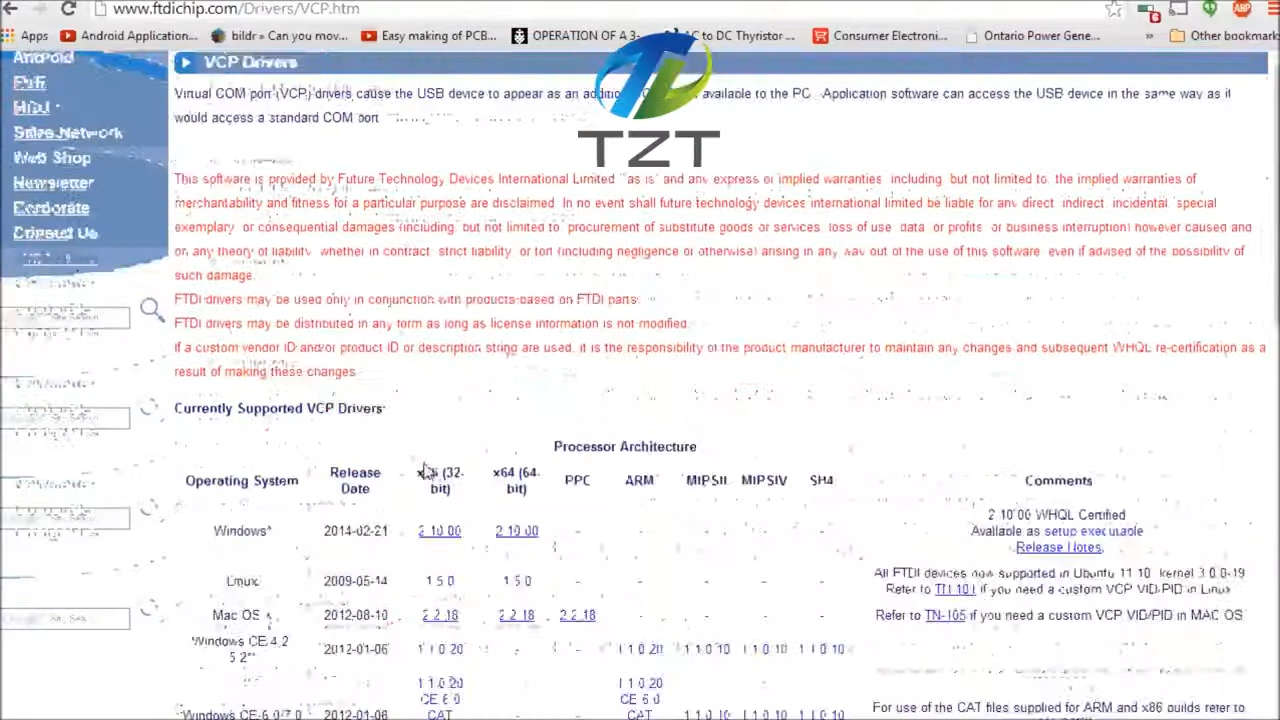 www.ftdichip.com/Drivers/VCP.htm
Apps Android Application... bildr » Can you mov... Easy making of PCB... OPERATION OF A 3- AC to DC Thyristor ... Consumer Electroni... Ontario Power Gene... » Other bookmark
Android
Web Shop
Newsletter
Corporate
Contact Us
VCP Drivers
TZT
Virtual COM port (VCP) drivers cause the USB device to appear as an available to the PC Application software can access the USB device in the same way as it
would access a standard COM port
This software is provided by Future Technology Devices International Limited "as is" and any express or implied warranties including, but not limited to, the implied warranties of
merchantability and fitness for a particular purpose are disclaimed. In no event shall future technology devices international limited be liable for any direct indirect incidental special
exemplary or consequential damages (including but not limited to procurement of substitute goods or services loss of use data or profits or business interruption) however caused and
on any theory of liability whether in contract strict liability or tort (including negligence or otherwise) arising in any way out of the use of this software even if advised of the possibility of
such damage.
FTDI drivers may be used only in conjunction with products based on FTDI parts.
FTDI drivers may be distributed in any form as long as license information is not modified.
If a custom vendor ID and/or product ID or description string are used, it is the responsibility of the product manufacturer to maintain any changes and subsequent WHQL re-certification as a
result of making these changes
Currently Supported VCP Drivers:
Processor Architecture
Operating System Release Date (32-bit) x64 (64-bit) PPC ARM MIPSII MIPSIV SH4 Comments
Windows* 2014-02-21 2.10.00 2.10.00 - - - - - 2.10.00 WHQL Certified
Available as setup executable
Release Notes.
Linux 2009-05-14 1.5.0 1.5.0 - - - - - All FTDI devices now supported in Ubuntu 11.10 kernel 3.0.0-19
Refer to TN-101 if you need a custom VCP VID/PID in Linux
Mac OS 2012-08-10 2.2.18 2.2.18 2.2.18 - - - - Refer to TN-105 if you need a custom VCP VID/PID in MAC OS
Windows CE 4.2 5.2** 2012-01-06 1.1.0.20 - - 1.1.0.20 1.1.0.10 1.1.0.10 1.1.0.10
Windows CE 6.0/7.0 2012-01-06 1.1.0.20 CE 6.0 CAT - - 1.1.0.20 CE 6.0 CAT 1.1.0.10 1.1.0.10 1.1.0.10 For use of the CAT files supplied for ARM and x86 builds refer to